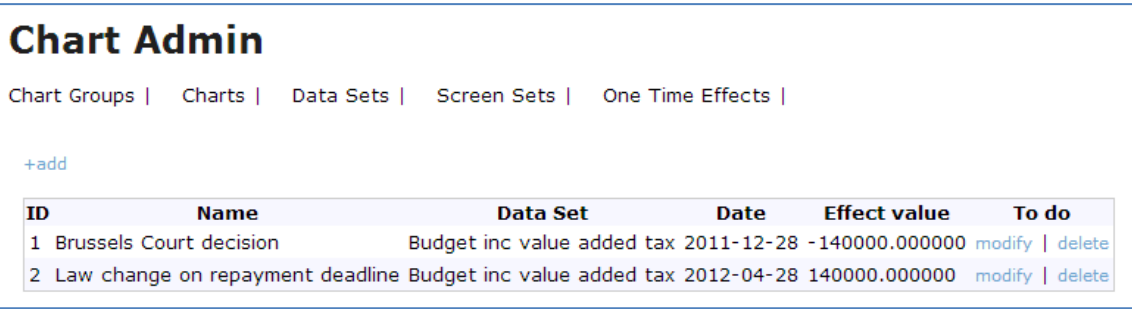 Chart Admin
Chart Groups | Charts | Data Sets | Screen Sets | One Time Effects |
+add
ID Name Data Set Date Effect value To do
1 Brussels Court decision Budget inc value added tax 2011-12-28 -140000.000000 modify | delete
2 Law change on repayment deadline Budget inc value added tax 2012-04-28 140000.000000 modify | delete